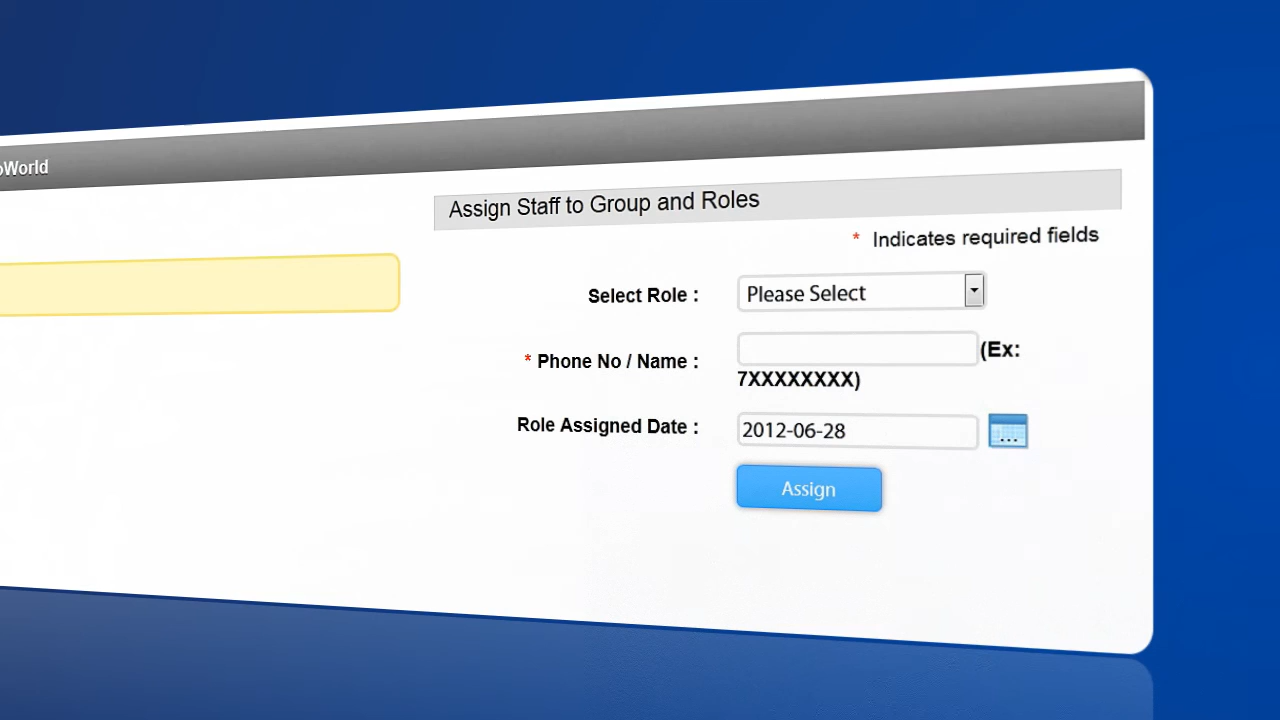 oWorld
Assign Staff to Group and Roles
* Indicates required fields
Select Role : Please Select
* Phone No / Name : (Ex:
7XXXXXXXX)
Role Assigned Date : 2012-06-28
...
Assign